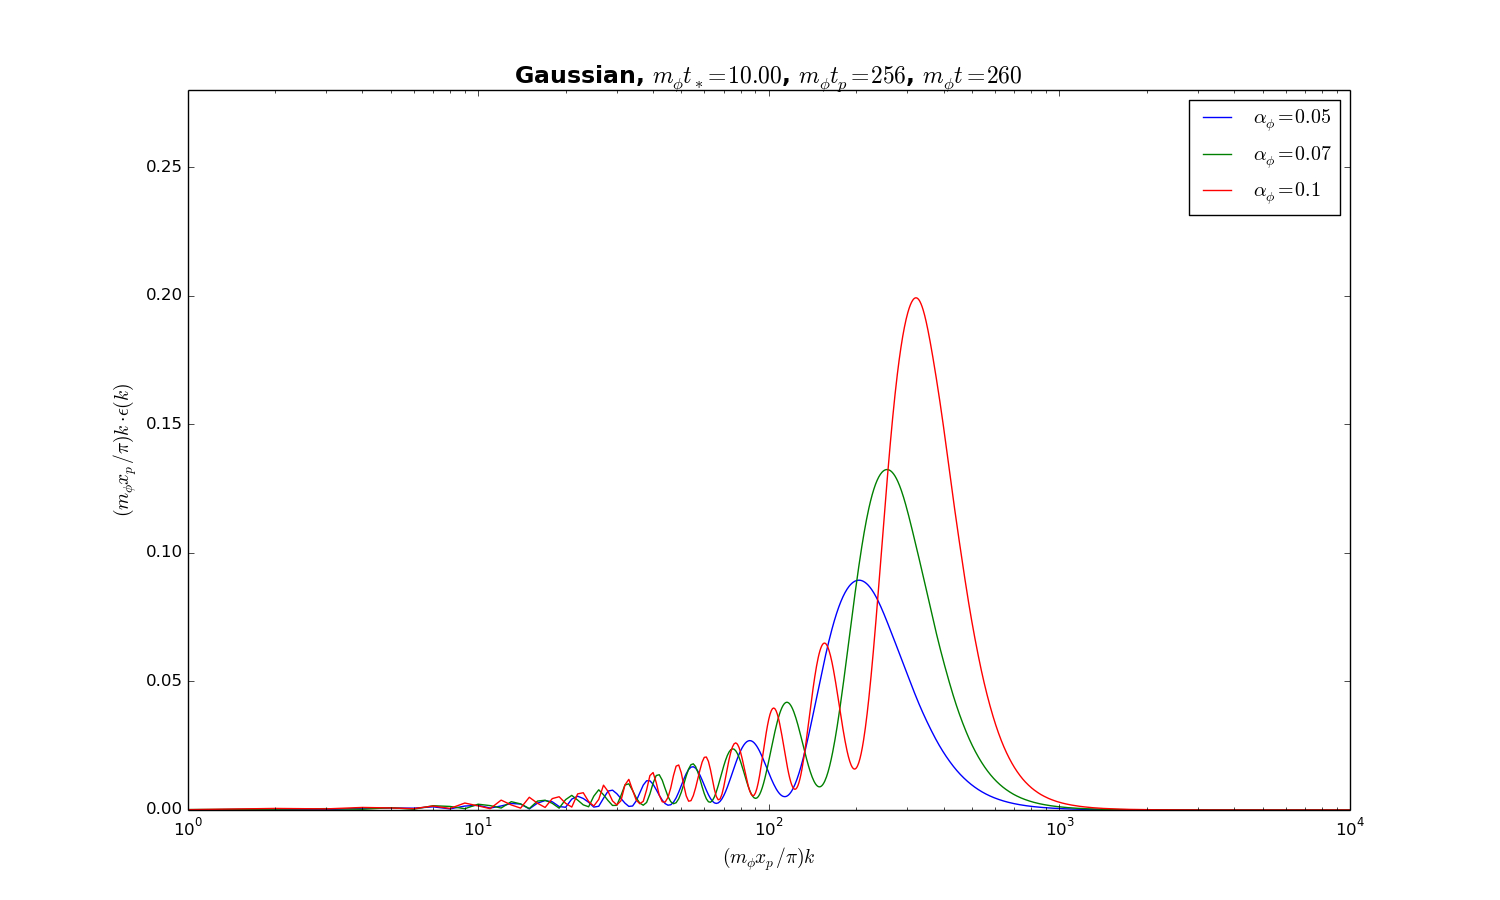 Gaussian, $m_\phi t_* = 10.00$, $m_\phi t_p = 256$, $m_\phi t = 260$
$\alpha_\phi = 0.05$
$\alpha_\phi = 0.07$
$\alpha_\phi = 0.1$
0.25
0.20
0.15
0.10
0.05
0.00
$(m_\phi x_p/\pi)k \cdot \epsilon(k)$
$10^0$ $10^1$ $10^2$ $10^3$ $10^4$
$(m_\phi x_p/\pi)k$